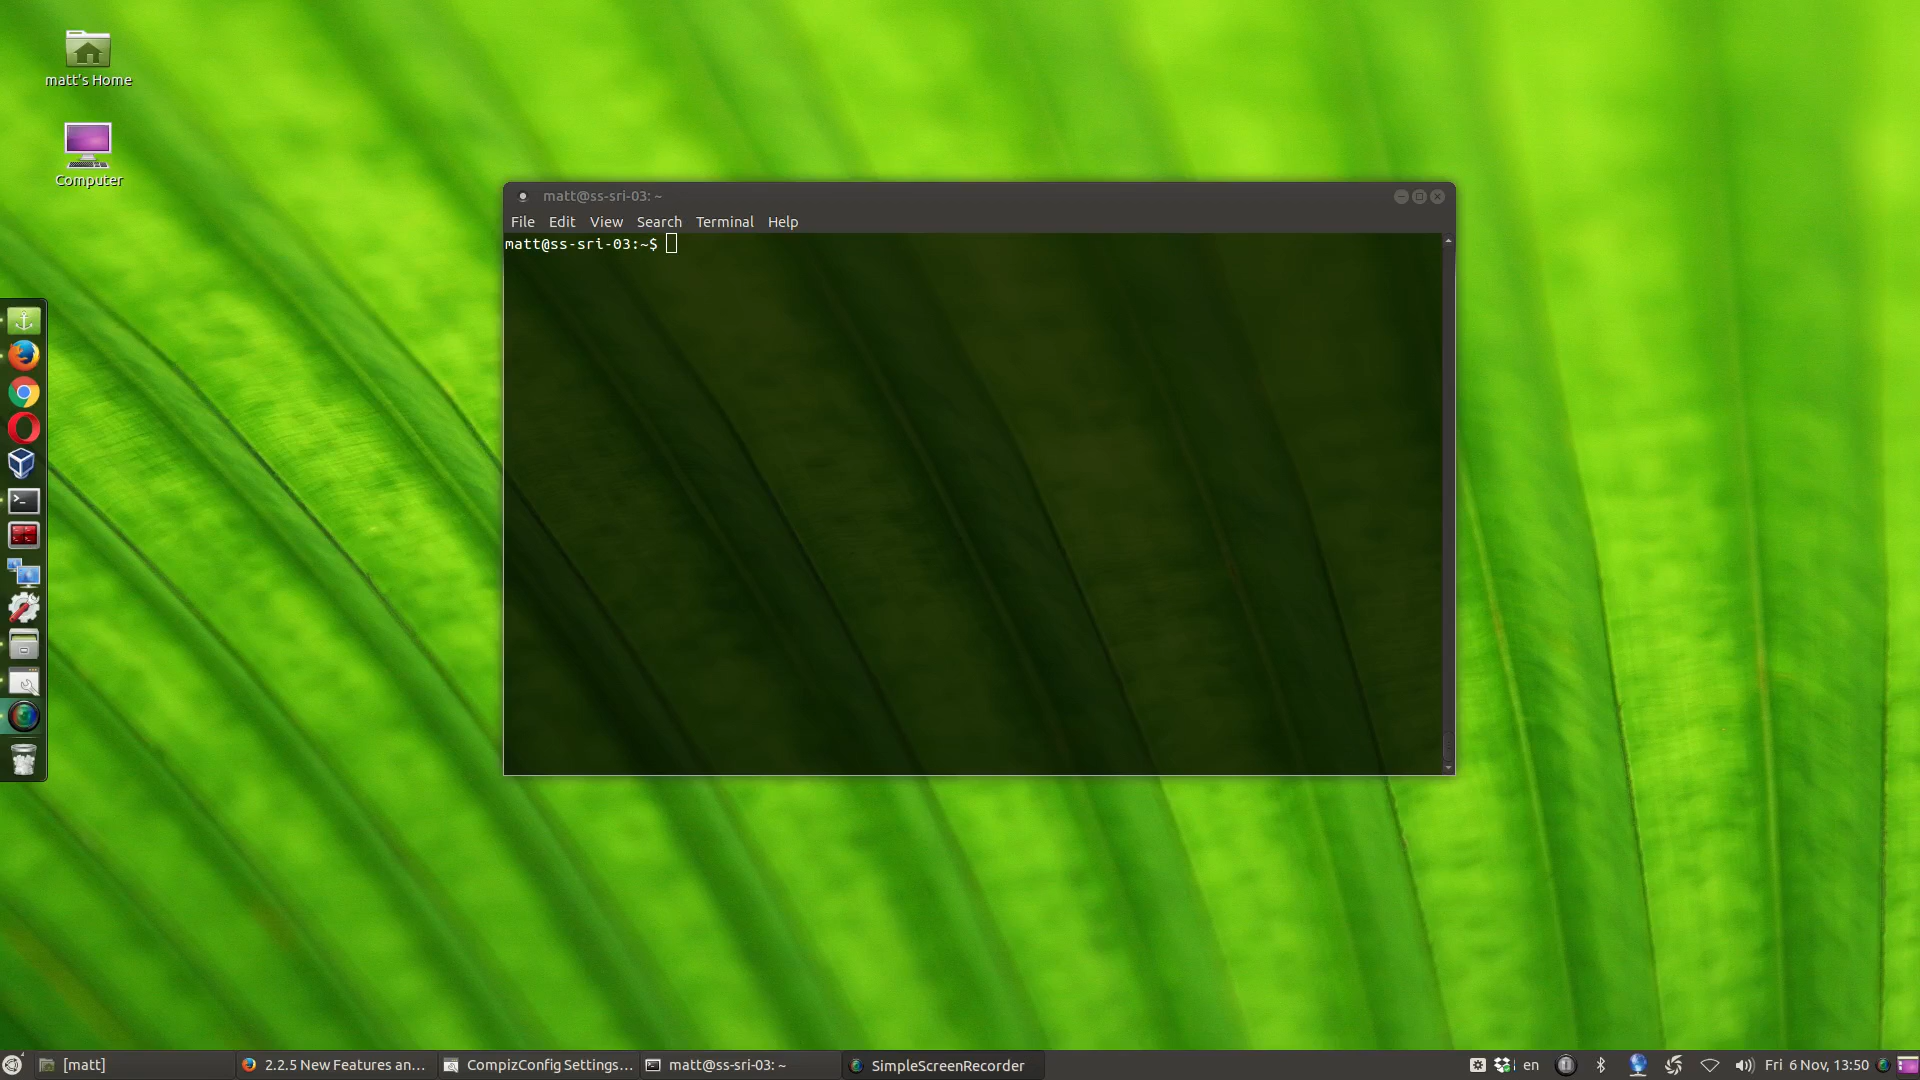 matt's Home
Computer
matt@ss-sri-03: ~
File Edit View Search Terminal Help
matt@ss-sri-03:~$
[matt]
2.2.5 New Features an...
CompizConfig Settings...
matt@ss-sri-03: ~
SimpleScreenRecorder
en
Fri 6 Nov, 13:50